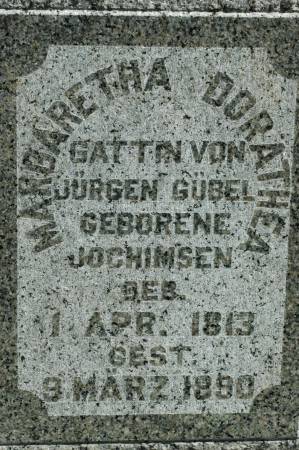 MARGARETHA DORATHEA
GATTIN VON
JÜRGEN GÜBEL
GEBORENE
JOCHIMSEN
GEB.
1 APR. 1813
GEST.
9 MÄRZ 1890